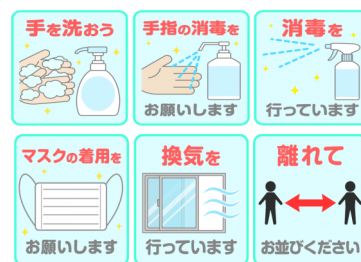 手を洗おう
手指の消毒を
お願いします
消毒を
行っています
マスクの着用を
お願いします
換気を
行っています
離れて
お並びください